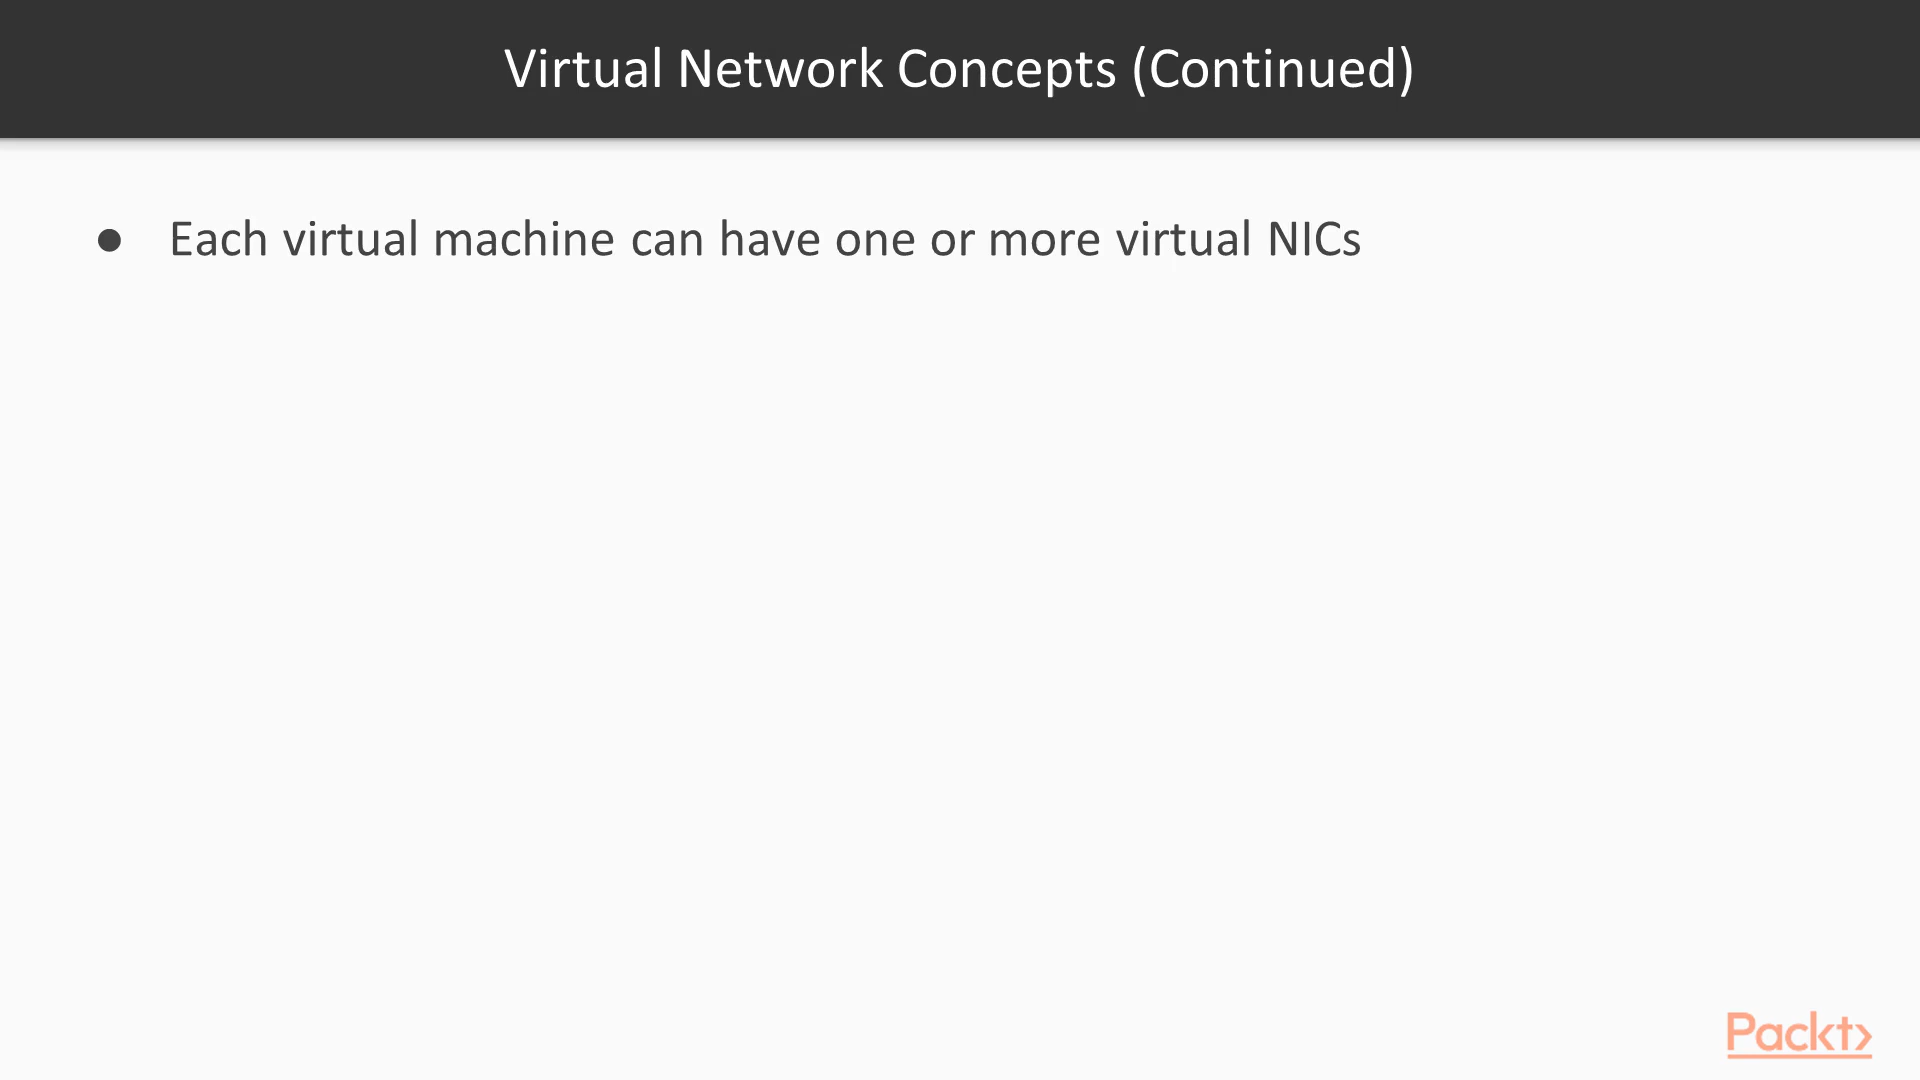 Virtual Network Concepts (Continued)
● Each virtual machine can have one or more virtual NICs
Packt>